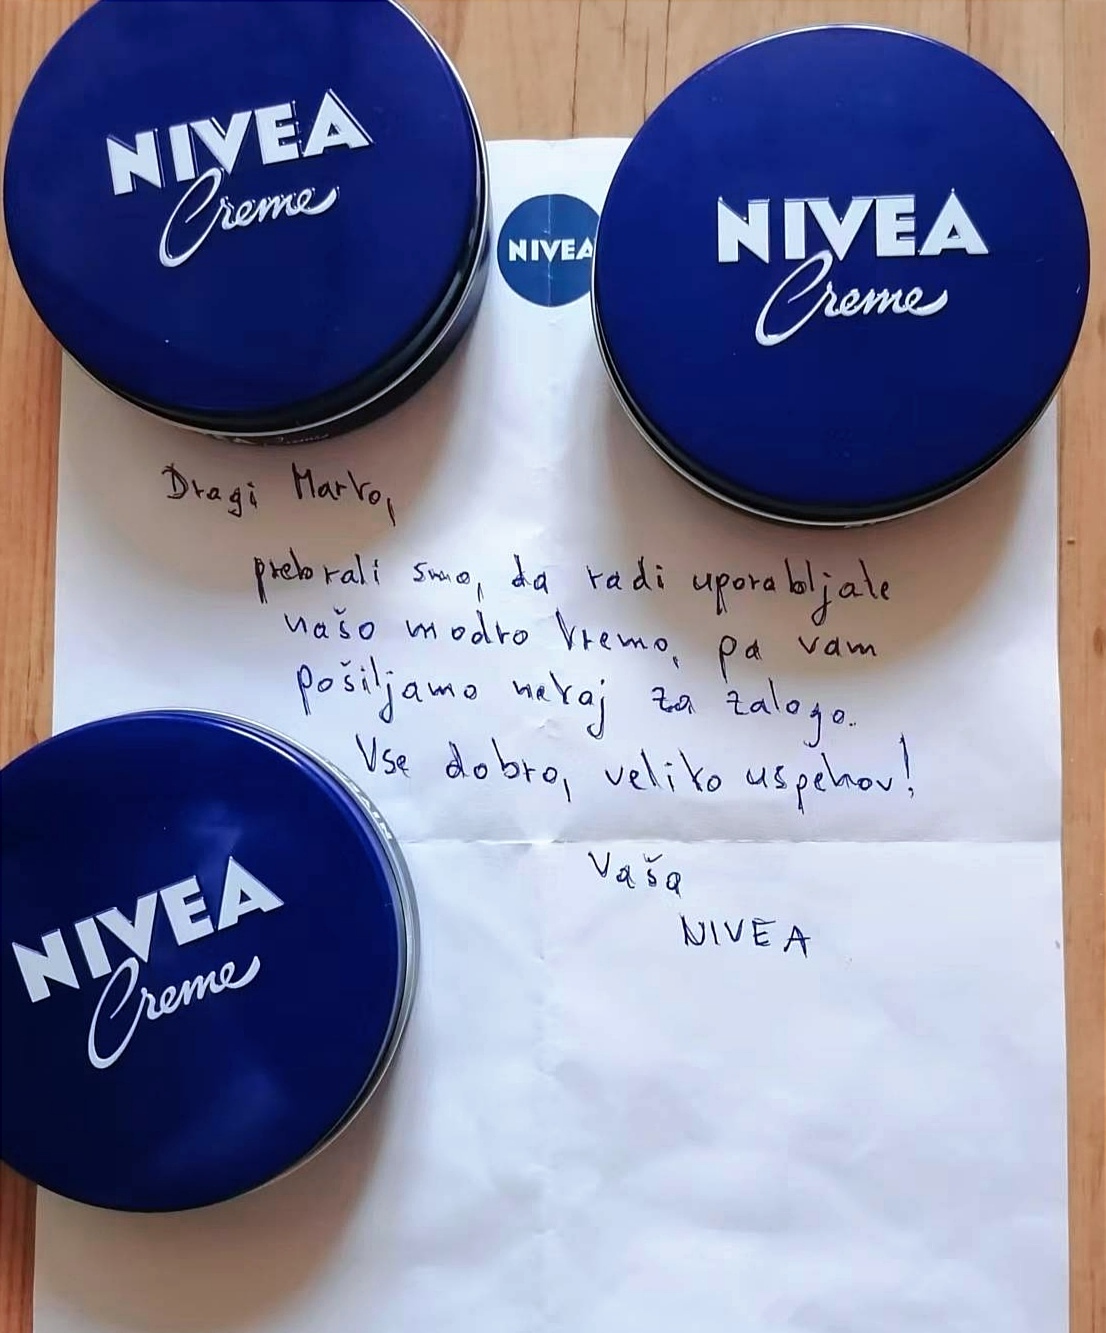 NIVEA
Creme
NIVEA
Creme
NIVEA
Dragi Marko,
prebrali smo, da radi uporabljate
našo modro kremo, pa vam
pošiljamo nekaj za zalogo.
Vse dobro, veliko uspehov!
Vaša
NIVEA
NIVEA
Creme